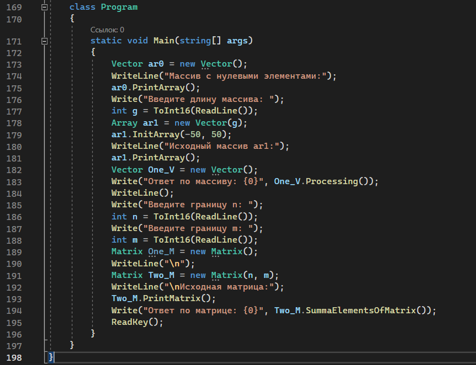 169 class Program
170 {
Ссылок: 0
171 static void Main(string[] args)
172 {
173 Vector ar0 = new Vector();
174 WriteLine("Массив с нулевыми элементами:");
175 ar0.PrintArray();
176 Write("Введите длину массива: ");
177 int g = ToInt16(ReadLine());
178 Array ar1 = new Vector(g);
179 ar1.InitArray(-50, 50);
180 WriteLine("Исходный массив ar1:");
181 ar1.PrintArray();
182 Vector One_V = new Vector();
183 Write("Ответ по массиву: {0}", One_V.Processing());
184 WriteLine();
185 Write("Введите границу n: ");
186 int n = ToInt16(ReadLine());
187 Write("Введите границу m: ");
188 int m = ToInt16(ReadLine());
189 Matrix One_M = new Matrix();
190 WriteLine("\n");
191 Matrix Two_M = new Matrix(n, m);
192 WriteLine("\nИсходная матрица:");
193 Two_M.PrintMatrix();
194 Write("Ответ по матрице: {0}", Two_M.SummaElementsOfMatrix());
195 ReadKey();
196 }
197 }
198 }